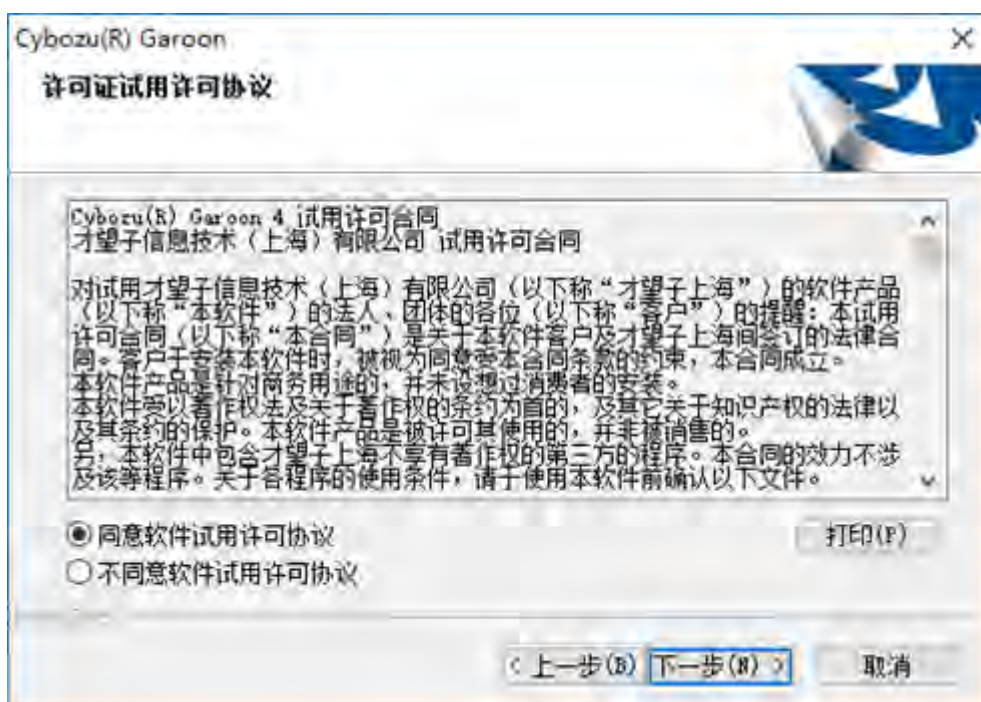 Cybozu(R) Garoon
许可证试用许可协议
Cybozu(R) Garoon 4 试用许可合同
才望子信息技术（上海）有限公司 试用许可合同
对试用才望子信息技术（上海）有限公司（以下称“才望子上海”）的软件产品
（以下称“本软件”）的法人、团体的各位（以下称“客户”）的提醒：本试用
许可合同（以下称“本合同”）是关于本软件客户及才望子上海间签订的法律合
同。客户于安装本软件时，被视为同意受本合同条款的约束，本合同成立。
本软件产品是针对商务用途的，并未设想过消费者的安装。
本软件受以著作权法及关于著作权的条约为首的，及其它关于知识产权的法律以
及其条约的保护。本软件产品是被许可其使用的，并非被销售的。
另，本软件中包含才望子上海不享有著作权的第三方的程序。本合同的效力不涉
及该等程序。关于各程序的使用条件，请于使用本软件前确认以下文件。
同意软件试用许可协议
打印(P)
不同意软件试用许可协议
< 上一步(B)
下一步(N) >
取消